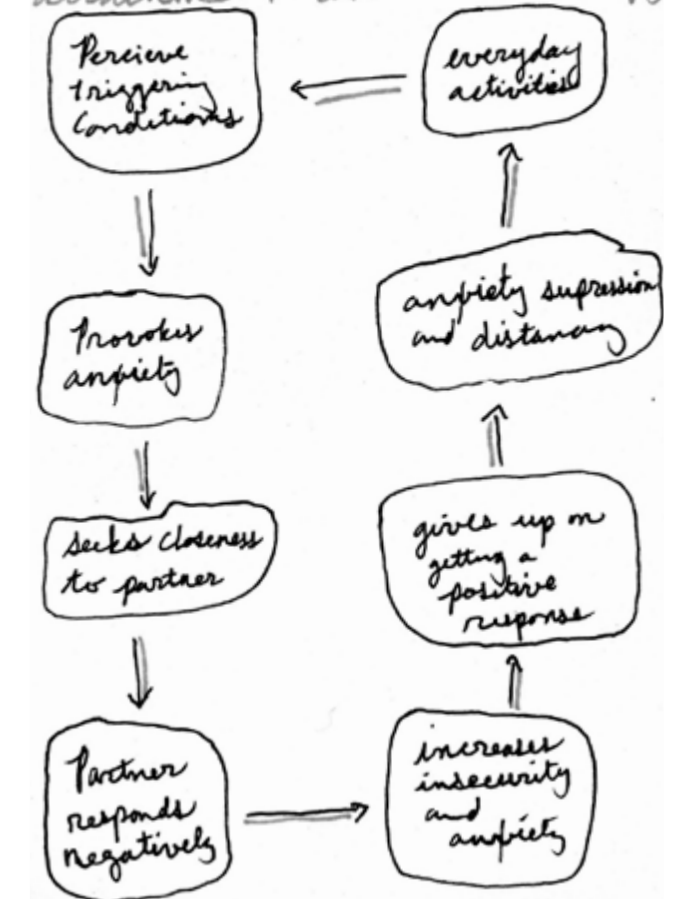 Percieve
triggering
Conditions
everyday
activities
Provokes
anxiety
anxiety supression
and distancing
seeks closeness
to partner
gives up on
getting a
positive
response
Partner
responds
negatively
increases
insecurity
and
anxiety